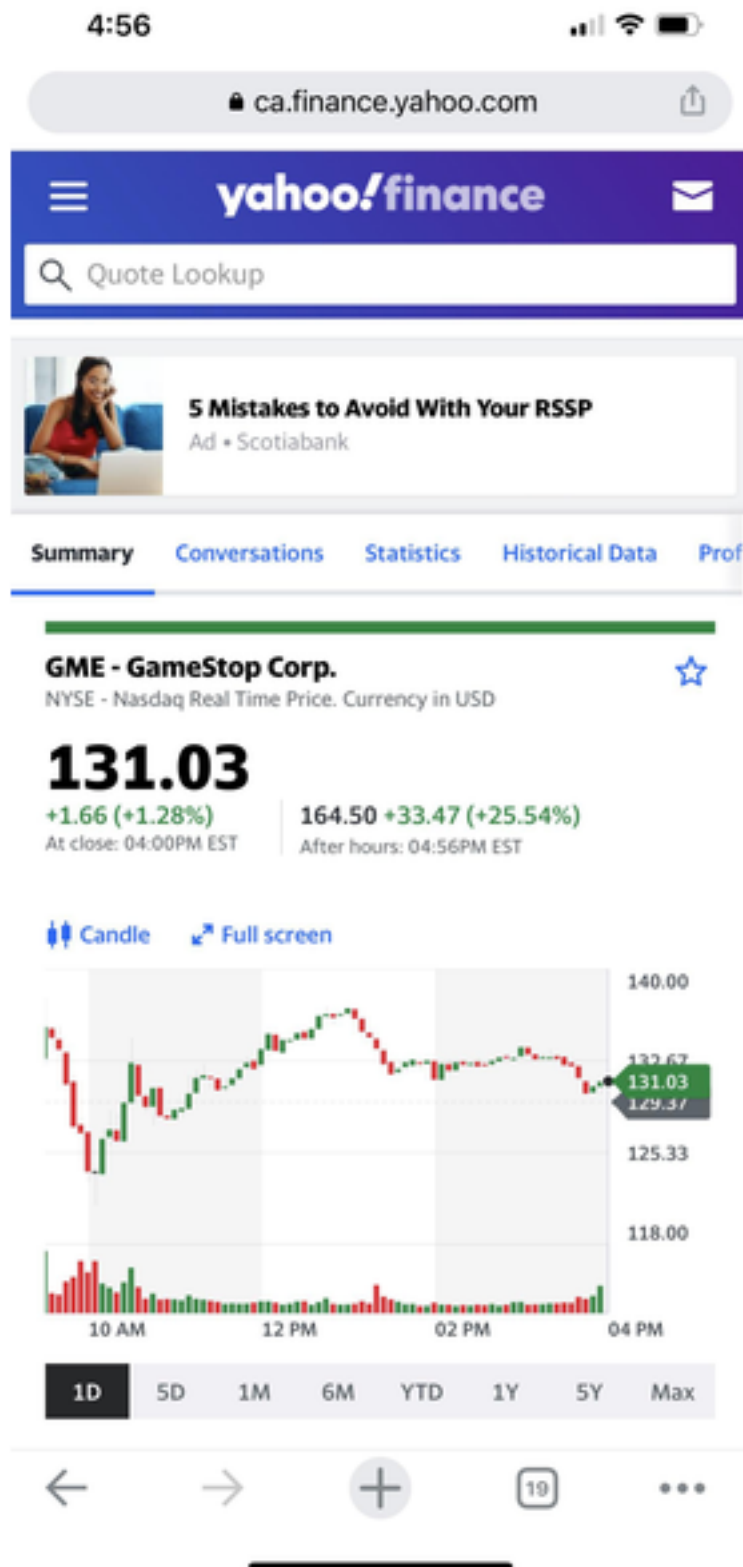 4:56
ca.finance.yahoo.com
yahoo!finance
Quote Lookup
5 Mistakes to Avoid With Your RSSP
Ad • Scotiabank
Summary Conversations Statistics Historical Data Prof
GME - GameStop Corp.
NYSE - Nasdaq Real Time Price. Currency in USD
131.03
+1.66 (+1.28%) 164.50 +33.47 (+25.54%)
At close: 04:00PM EST After hours: 04:56PM EST
Candle Full screen
140.00
132.67
131.03
129.37
125.33
118.00
10 AM 12 PM 02 PM 04 PM
1D 5D 1M 6M YTD 1Y 5Y Max
19